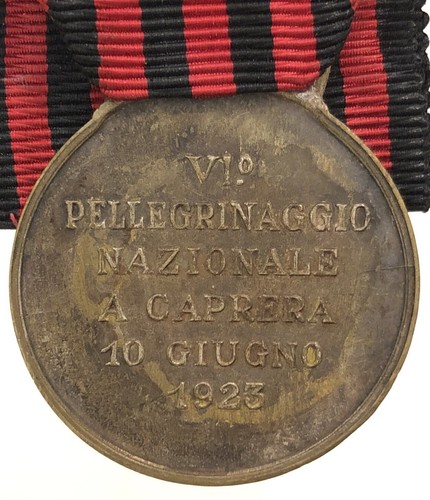 VI.º
PELLEGRINAGGIO
NAZIONALE
A CAPRERA
10 GIUGNO
1923